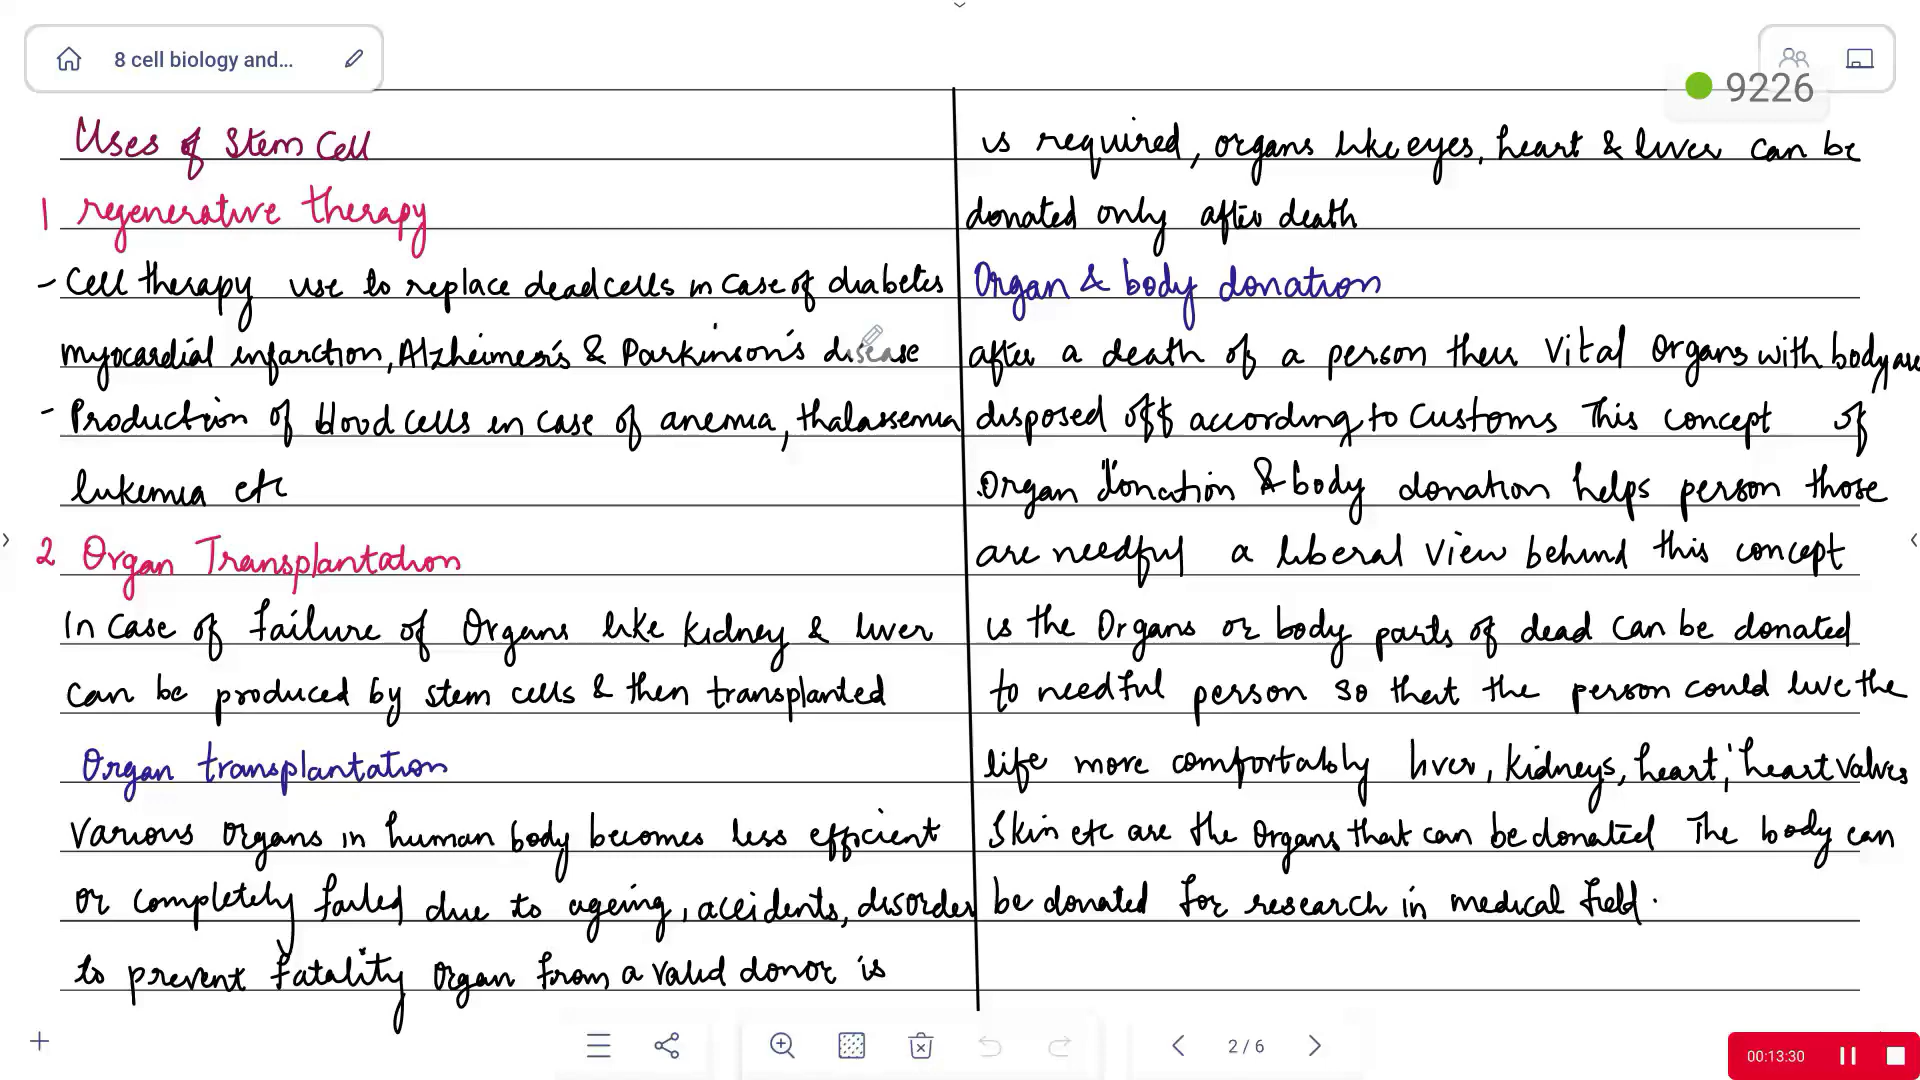 8 cell biology and...
9226
Uses of Stem Cell
1 regenerative therapy
- Cell therapy use to replace dead cells in case of diabetes
myocardial infarction, Alzheimer's & Parkinson's disease
- Production of blood cells in case of anemia, thalassemia
lukemia etc
2 Organ Transplantation
In case of failure of Organs like kidney & liver
can be produced by stem cells & then transplanted
Organ transplantation
Various organs in human body becomes less efficient
or completely failed due to ageing, accidents, disorder
to prevent fatality organ from a valid donor is
is required, organs like eyes, heart & liver can be
donated only after death
Organ & body donation
after a death of a person their Vital Organs with body are
disposed off according to Customs This concept of
Organ donation & body donation helps person those
are needful a liberal view behind this concept
is the Organs or body parts of dead can be donated
to needful person so that the person could live the
life more comfortably liver, kidneys, heart, heart valves
Skin etc are the Organs that can be donated The body can
be donated for research in medical field.
2 / 6
00:13:30